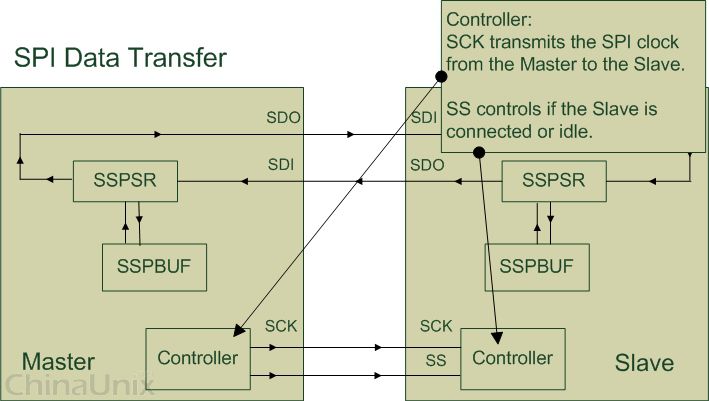 Controller:
SCK transmits the SPI clock
from the Master to the Slave.
SS controls if the Slave is
connected or idle.
SPI Data Transfer
SDO
SDI
SDI
SDO
SSPSR
SSPSR
SSPBUF
SSPBUF
SCK
SCK
Master
Controller
SS
Controller
Slave
ChinaUnix